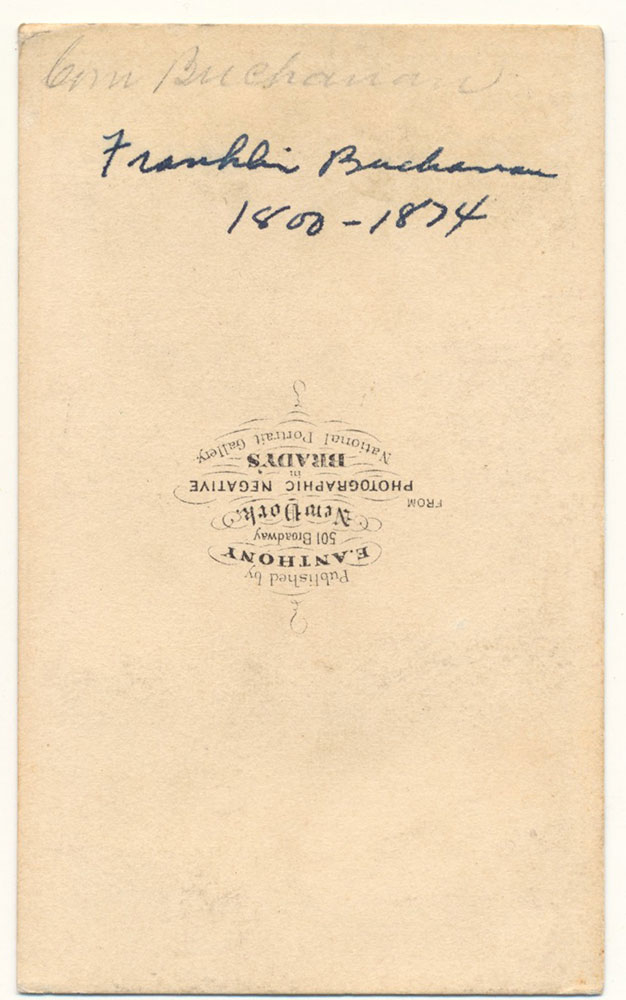 Com Buchanan
Franklin Buchanan
1800-1874
Published by
E. ANTHONY
501 Broadway
New York.
FROM
PHOTOGRAPHIC NEGATIVE
in
BRADY'S
National Portrait Gallery.